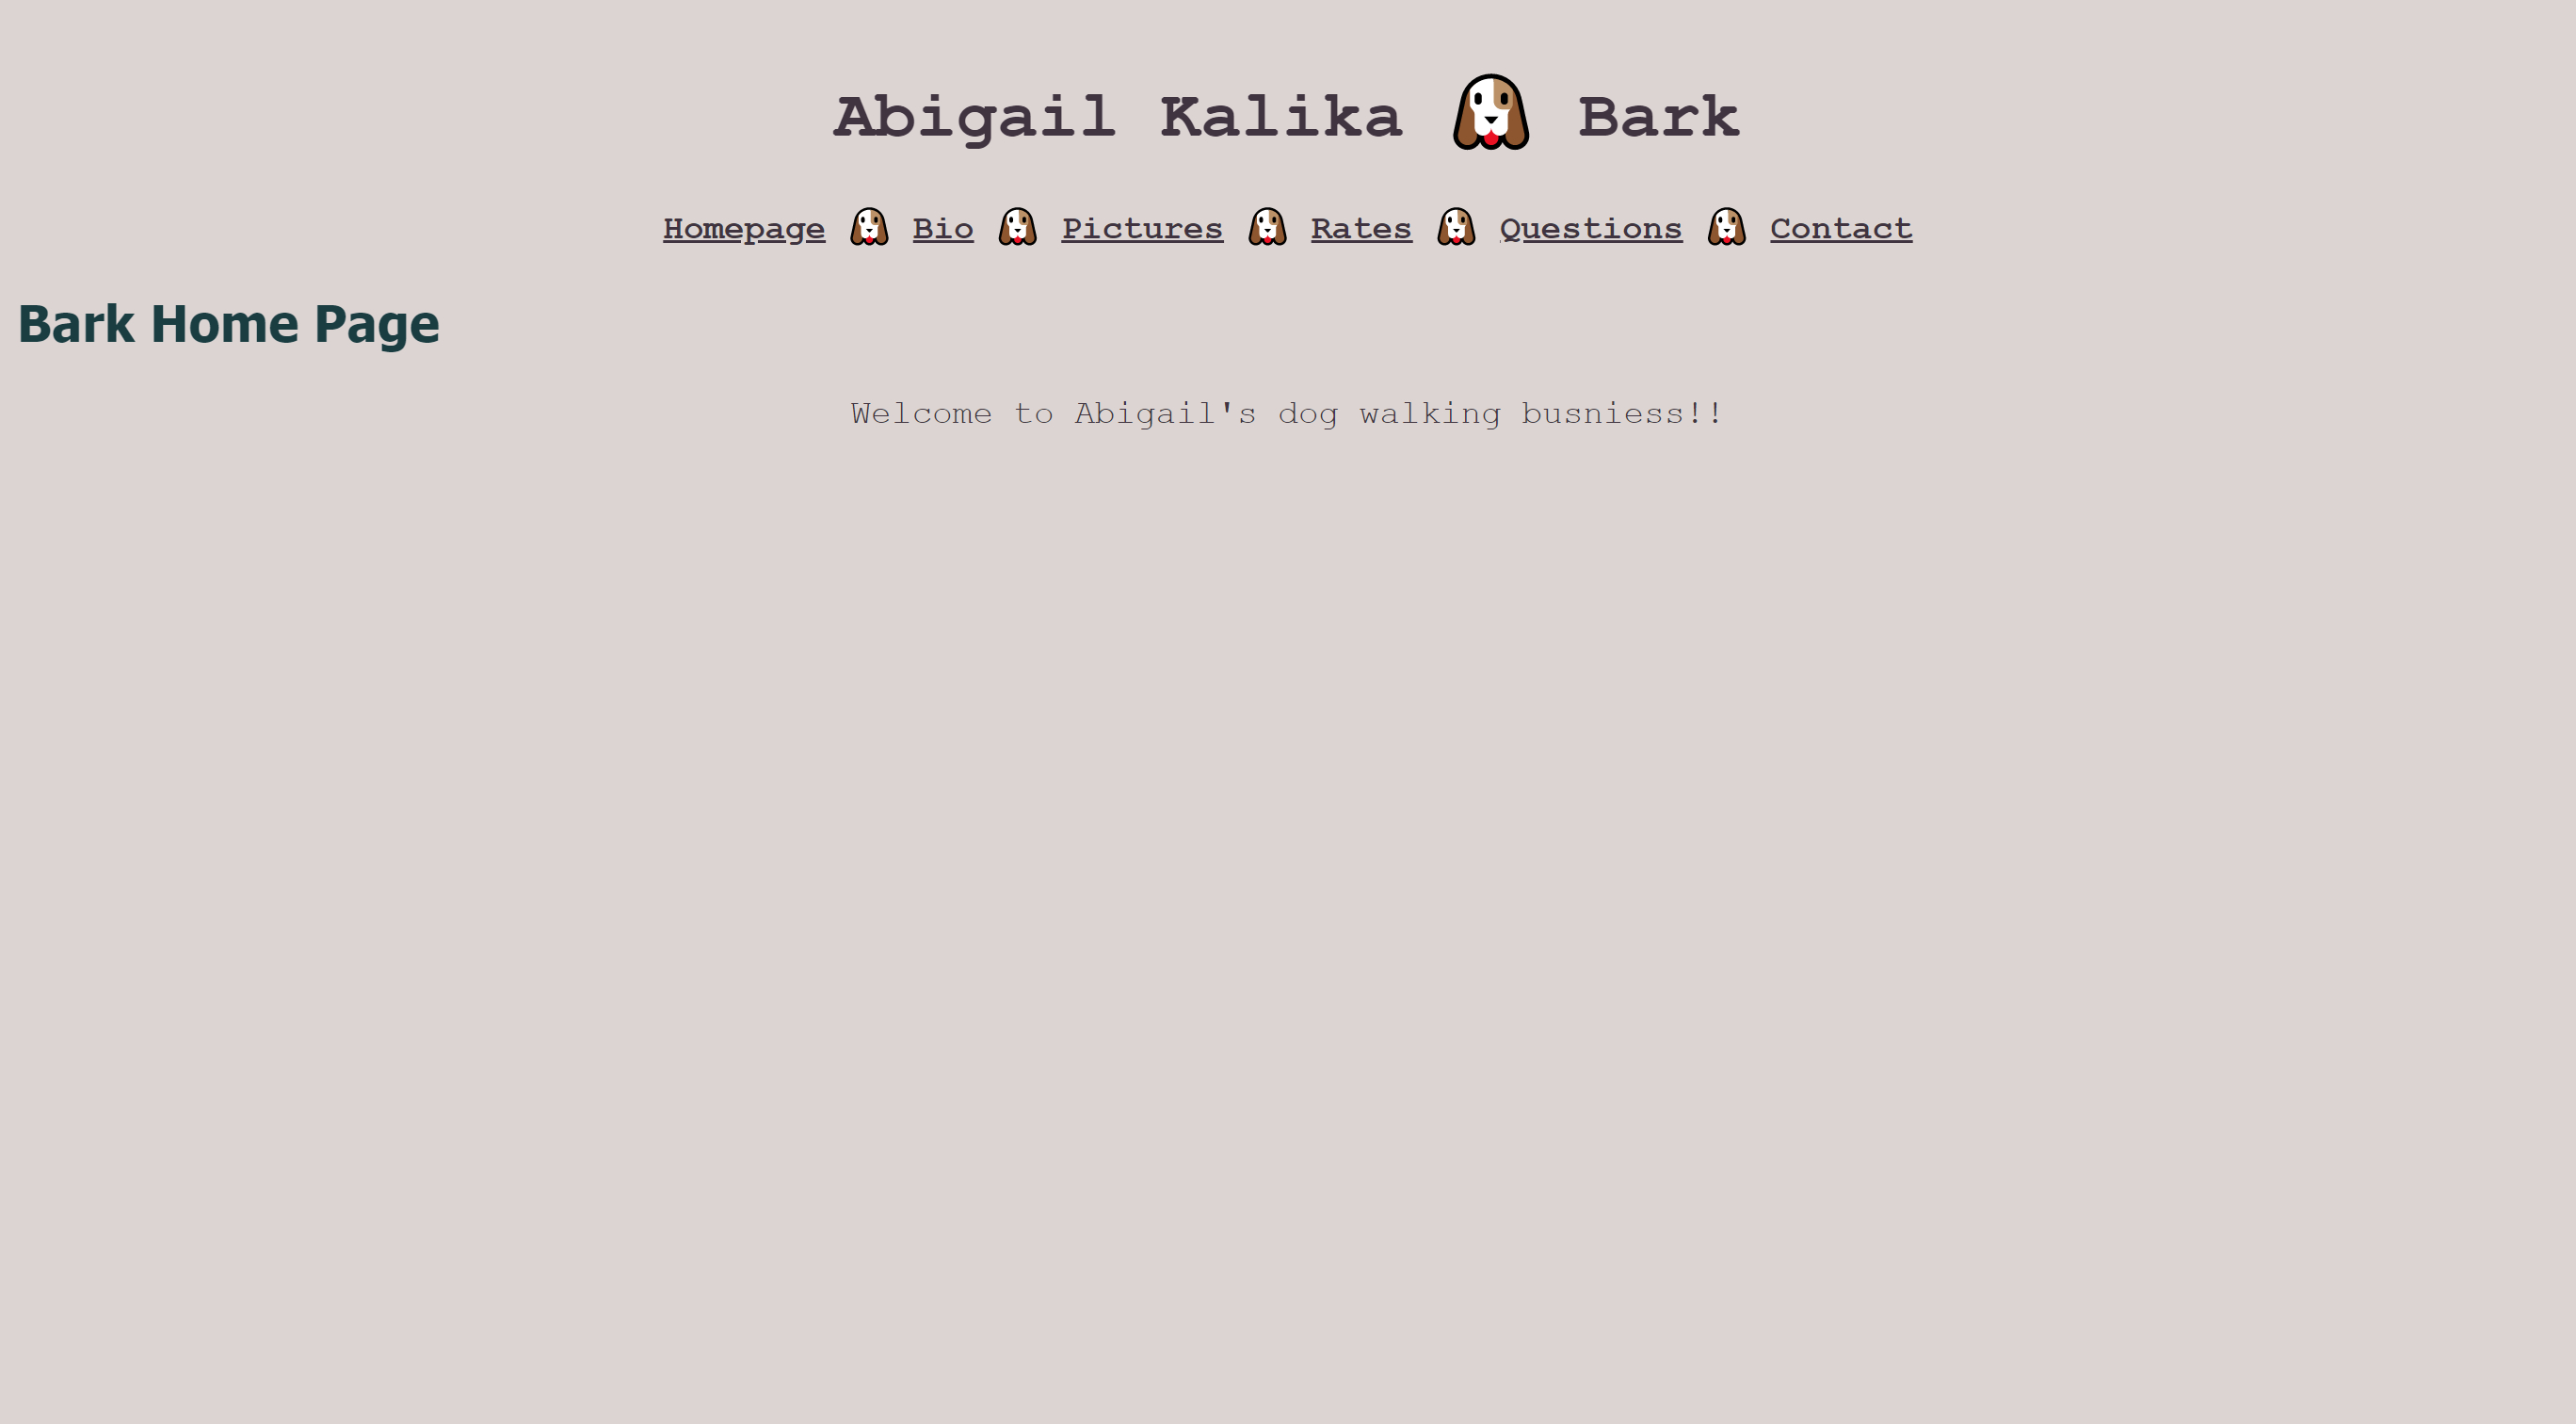 Abigail Kalika 🐶 Bark
Homepage 🐶 Bio 🐶 Pictures 🐶 Rates 🐶 Questions 🐶 Contact
Bark Home Page
Welcome to Abigail's dog walking busniess!!